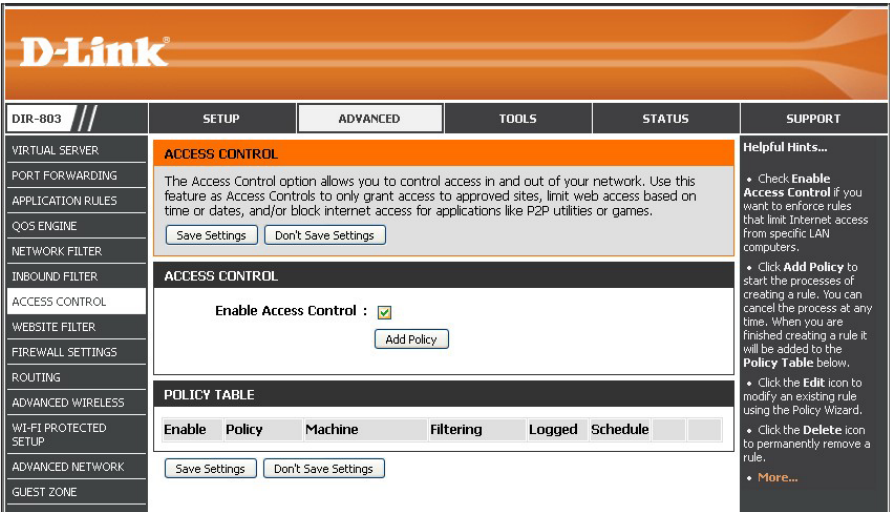 D-Link
DIR-803
SETUP
ADVANCED
TOOLS
STATUS
SUPPORT
VIRTUAL SERVER
PORT FORWARDING
APPLICATION RULES
QOS ENGINE
NETWORK FILTER
INBOUND FILTER
ACCESS CONTROL
WEBSITE FILTER
FIREWALL SETTINGS
ROUTING
ADVANCED WIRELESS
WI-FI PROTECTED
SETUP
ADVANCED NETWORK
GUEST ZONE
ACCESS CONTROL
The Access Control option allows you to control access in and out of your network. Use this
feature as Access Controls to only grant access to approved sites, limit web access based on
time or dates, and/or block internet access for applications like P2P utilities or games.
Save Settings Don't Save Settings
ACCESS CONTROL
Enable Access Control :
Add Policy
POLICY TABLE
Enable Policy Machine Filtering Logged Schedule
Save Settings Don't Save Settings
Helpful Hints...
• Check Enable
Access Control if you
want to enforce rules
that limit Internet access
from specific LAN
computers.
• Click Add Policy to
start the processes of
creating a rule. You can
cancel the process at any
time. When you are
finished creating a rule it
will be added to the
Policy Table below.
• Click the Edit icon to
modify an existing rule
using the Policy Wizard.
• Click the Delete icon
to permanently remove a
rule.
• More...